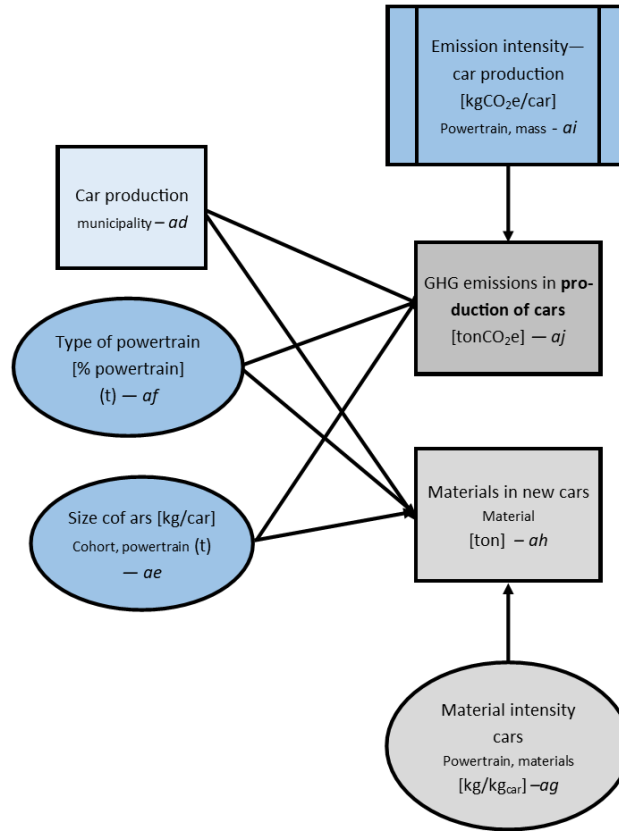 Emission intensity—
car production
[kgCO₂e/car]
Powertrain, mass - ai
Car production
municipality – ad
GHG emissions in pro-
duction of cars
[tonCO₂e] — aj
Type of powertrain
[% powertrain]
(t) — af
Size cof ars [kg/car]
Cohort, powertrain (t)
— ae
Materials in new cars
Material
[ton] – ah
Material intensity
cars
Powertrain, materials
[kg/kgcar] –ag